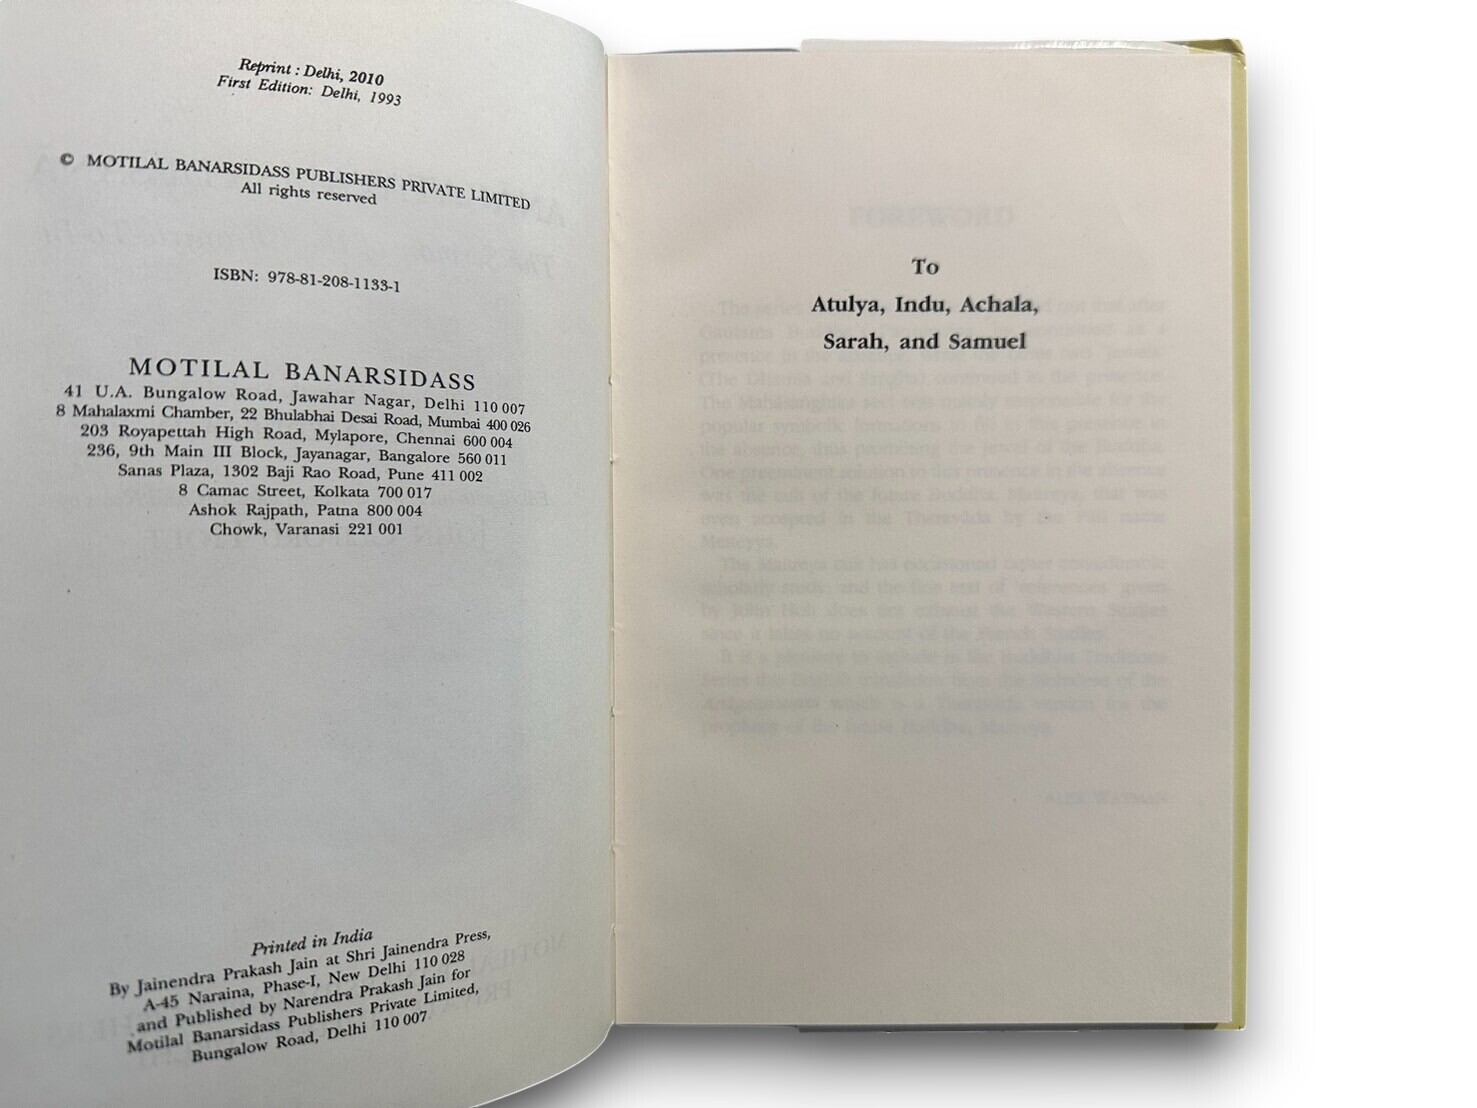 Reprint : Delhi, 2010
First Edition: Delhi, 1993
© MOTILAL BANARSIDASS PUBLISHERS PRIVATE LIMITED
All rights reserved
ISBN: 978-81-208-1133-1
MOTILAL BANARSIDASS
41 U.A. Bungalow Road, Jawahar Nagar, Delhi 110 007
8 Mahalaxmi Chamber, 22 Bhulabhai Desai Road, Mumbai 400 026
203 Royapettah High Road, Mylapore, Chennai 600 004
236, 9th Main III Block, Jayanagar, Bangalore 560 011
Sanas Plaza, 1302 Baji Rao Road, Pune 411 002
8 Camac Street, Kolkata 700 017
Ashok Rajpath, Patna 800 004
Chowk, Varanasi 221 001
Printed in India
By Jainendra Prakash Jain at Shri Jainendra Press,
A-45 Naraina, Phase-I, New Delhi 110 028
and Published by Narendra Prakash Jain for
Motilal Banarsidass Publishers Private Limited,
Bungalow Road, Delhi 110 007
To
Atulya, Indu, Achala,
Sarah, and Samuel